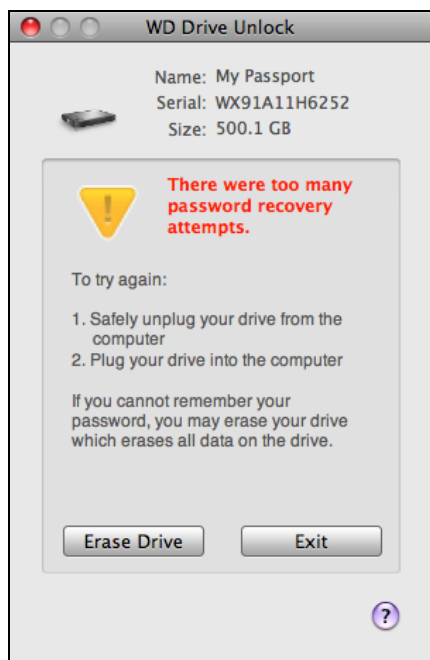 WD Drive Unlock
Name: My Passport
Serial: WX91A11H6252
Size: 500.1 GB
!
There were too many
password recovery
attempts.
To try again:
1. Safely unplug your drive from the
computer
2. Plug your drive into the computer
If you cannot remember your
password, you may erase your drive
which erases all data on the drive.
Erase Drive
Exit
?